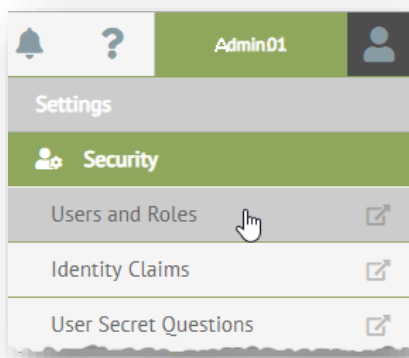 ? Admin01
Settings
Security
Users and Roles
Identity Claims
User Secret Questions